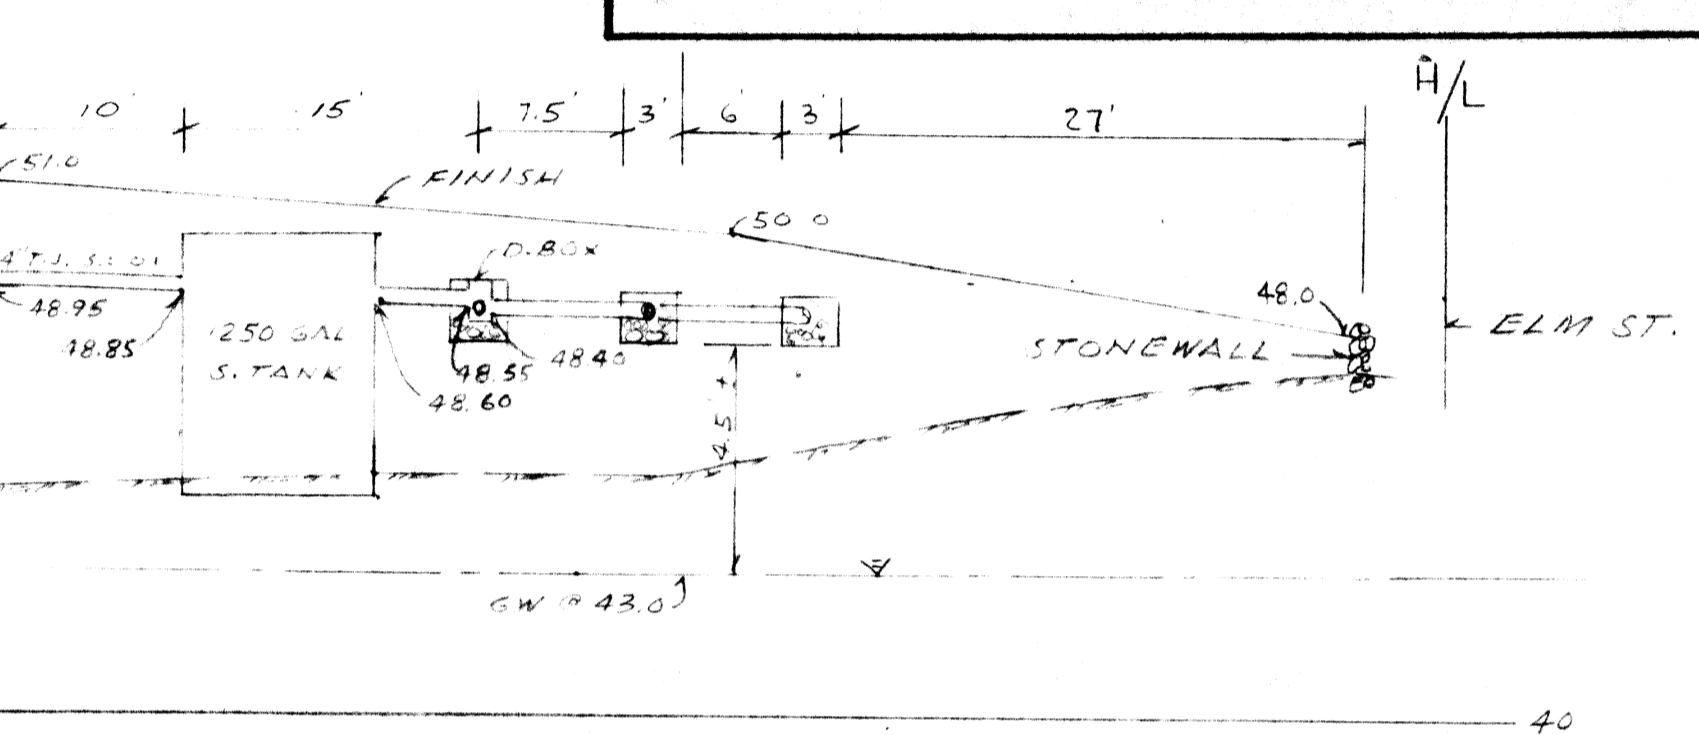 H/L
10' 15' 7.5' 3' 6' 3' 27'
51.0
FINISH
50 0
D. BOX
48.0
48.95
48.85
250 GAL
S. TANK
48.55
48.40
48.60
4.5' +
STONEWALL
ELM ST.
GW @ 43.0
40